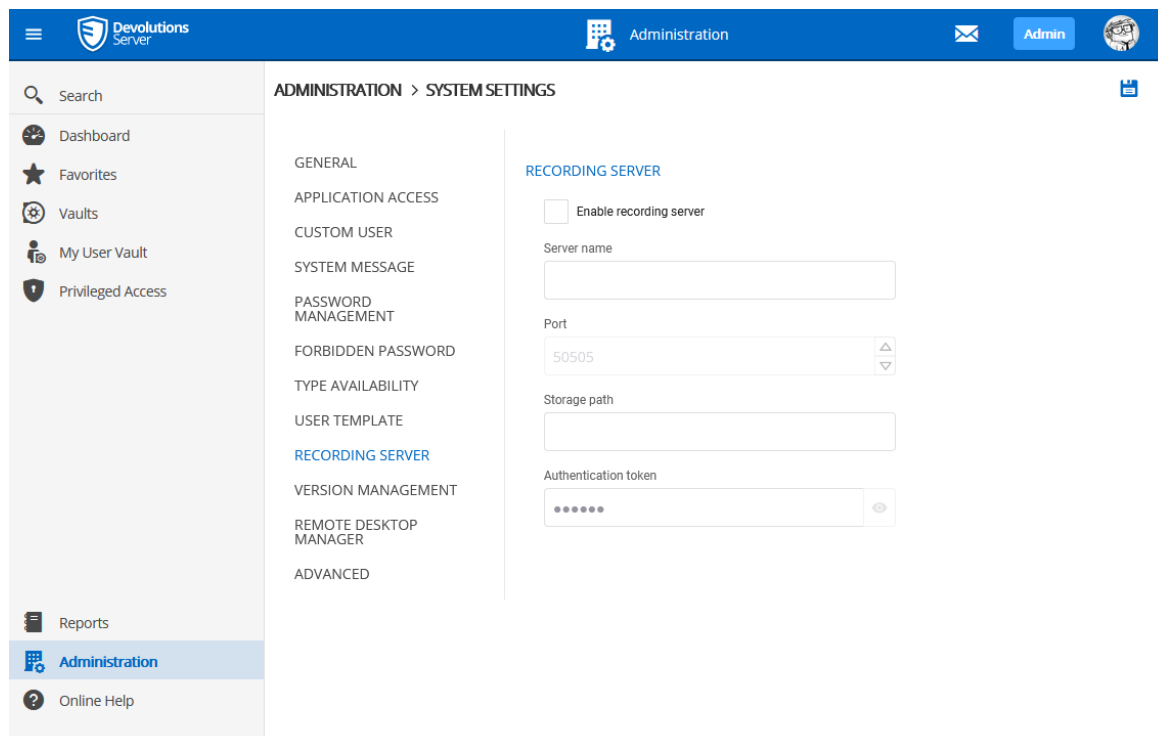 Devolutions
Server
Administration
Admin
Search
Dashboard
Favorites
Vaults
My User Vault
Privileged Access
Reports
Administration
Online Help
ADMINISTRATION > SYSTEM SETTINGS
GENERAL
APPLICATION ACCESS
CUSTOM USER
SYSTEM MESSAGE
PASSWORD
MANAGEMENT
FORBIDDEN PASSWORD
TYPE AVAILABILITY
USER TEMPLATE
RECORDING SERVER
VERSION MANAGEMENT
REMOTE DESKTOP
MANAGER
ADVANCED
RECORDING SERVER
Enable recording server
Server name
Port
50505
Storage path
Authentication token
••••••